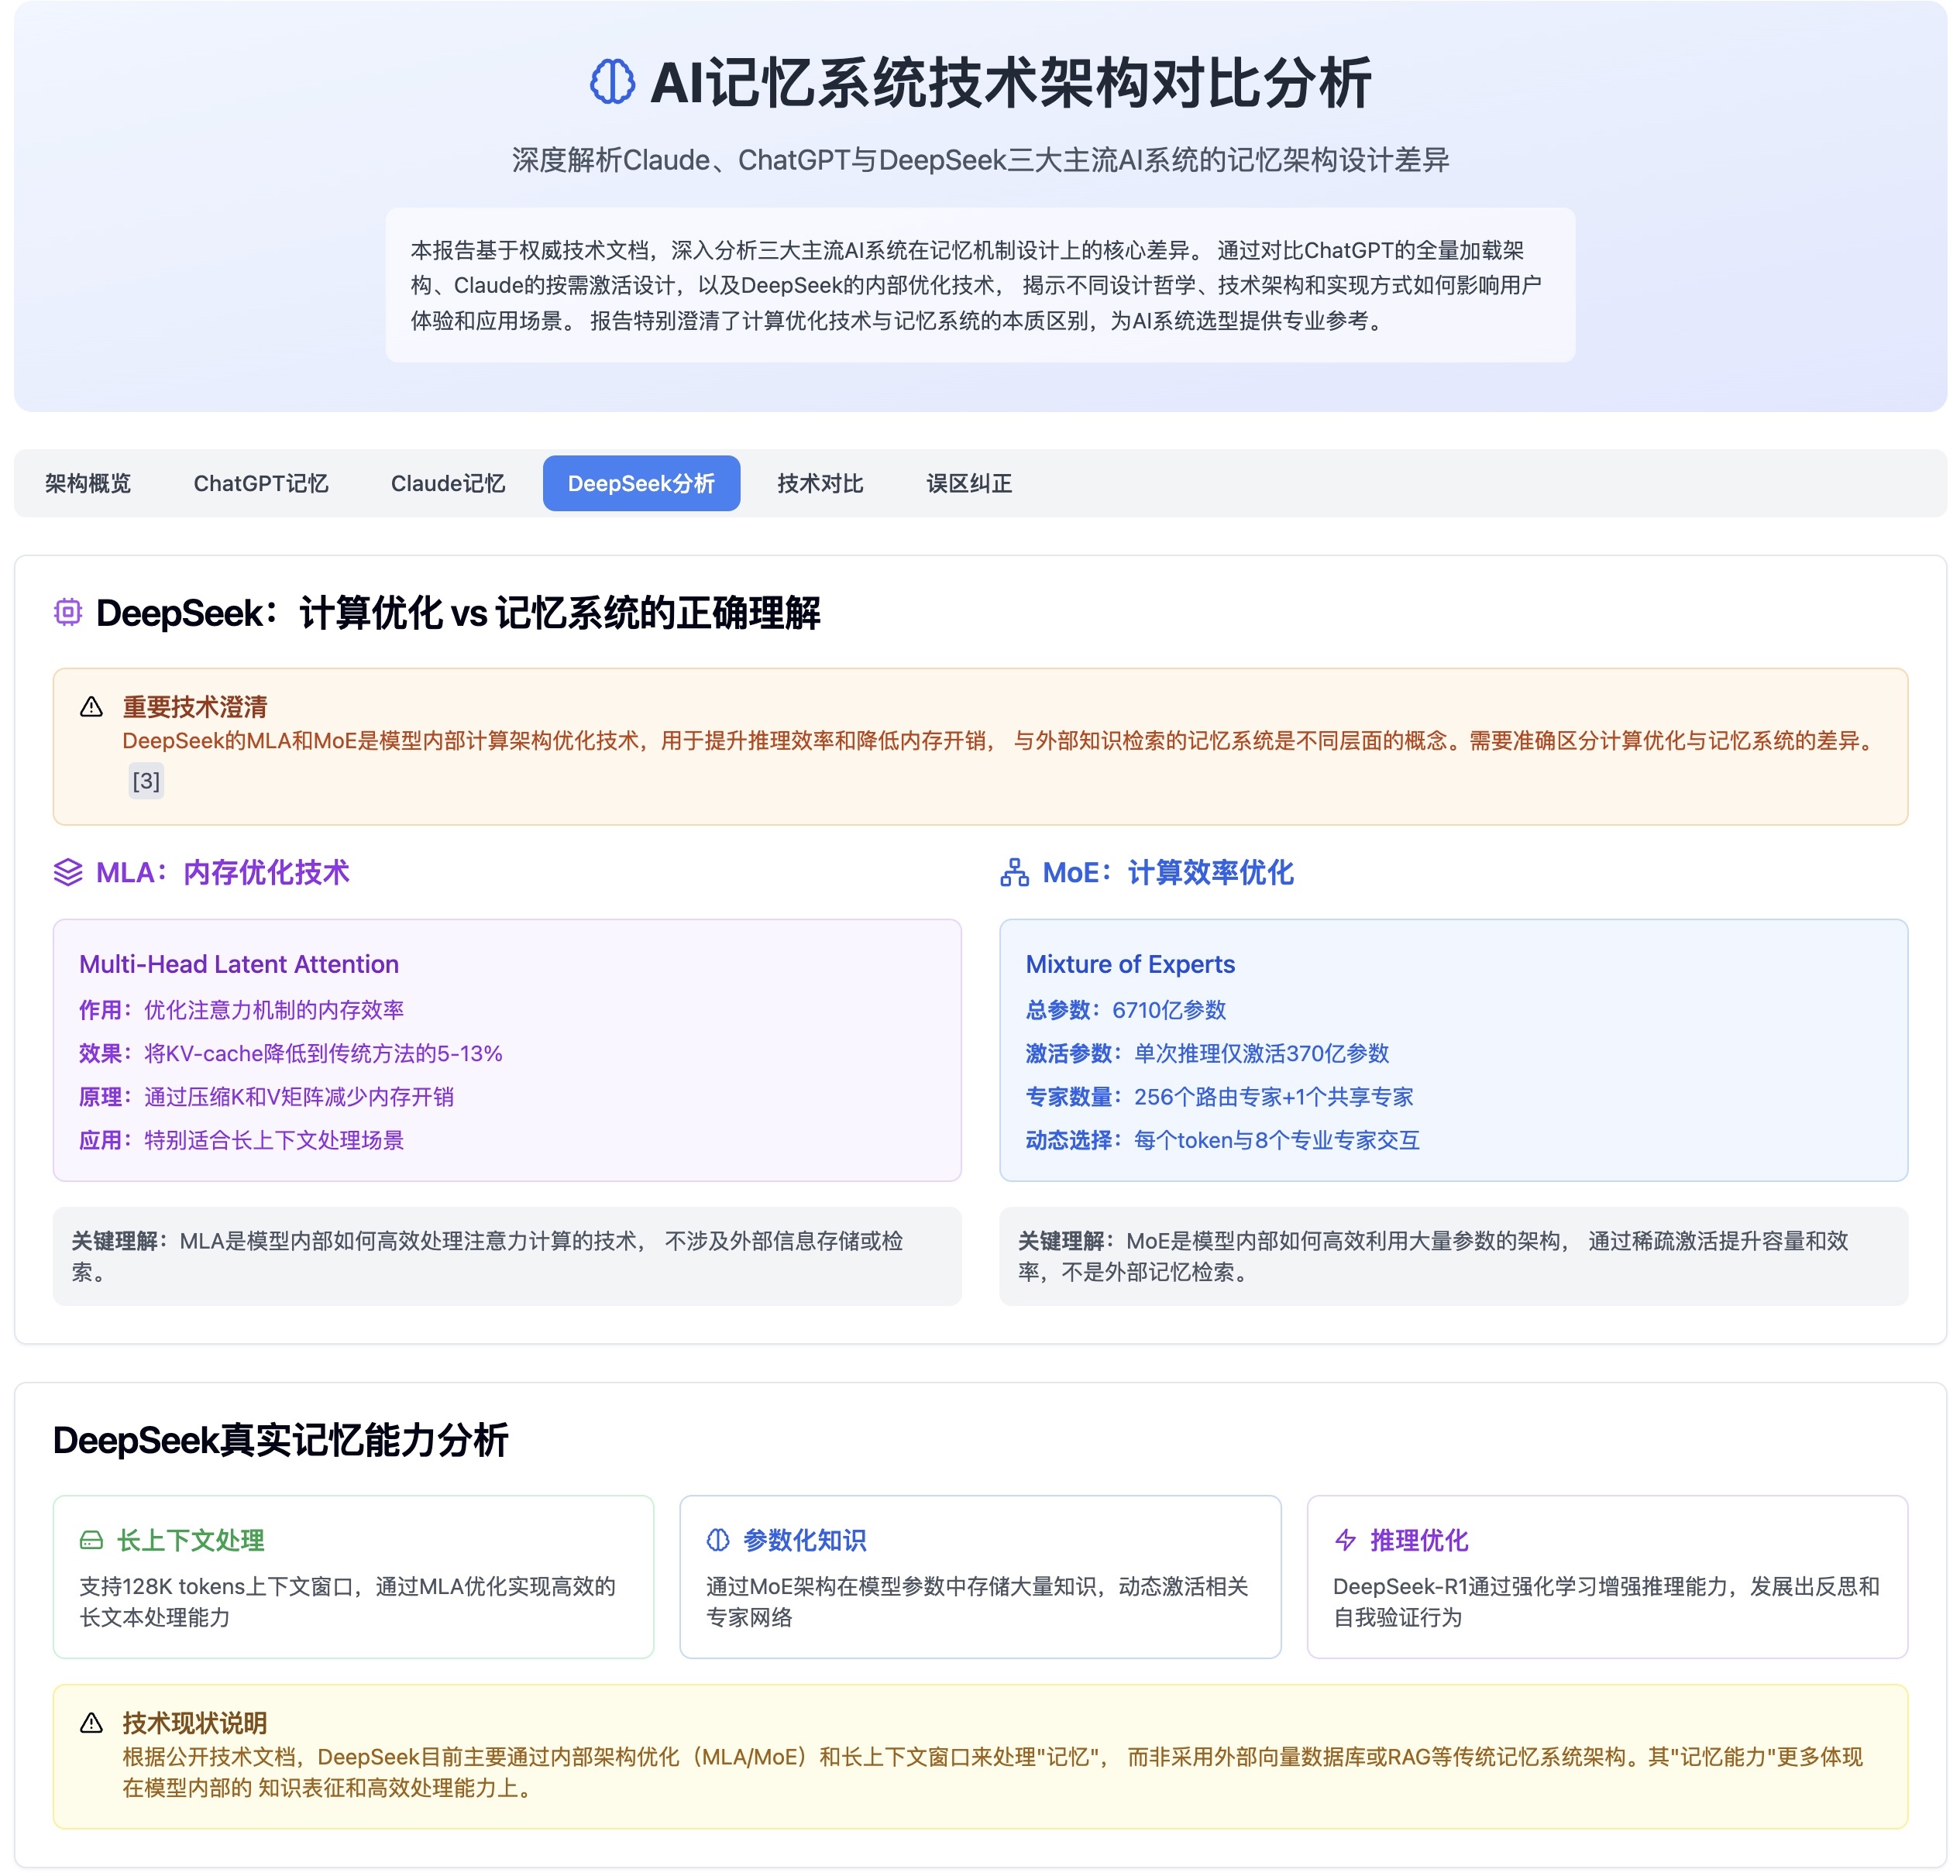 AI记忆系统技术架构对比分析
深度解析Claude、ChatGPT与DeepSeek三大主流AI系统的记忆架构设计差异
本报告基于权威技术文档，深入分析三大主流AI系统在记忆机制设计上的核心差异。 通过对比ChatGPT的全量加载架
构、Claude的按需激活设计，以及DeepSeek的内部优化技术， 揭示不同设计哲学、技术架构和实现方式如何影响用户
体验和应用场景。 报告特别澄清了计算优化技术与记忆系统的本质区别，为AI系统选型提供专业参考。
架构概览
ChatGPT记忆
Claude记忆
DeepSeek分析
技术对比
误区纠正
DeepSeek：计算优化 vs 记忆系统的正确理解
重要技术澄清
DeepSeek的MLA和MoE是模型内部计算架构优化技术，用于提升推理效率和降低内存开销， 与外部知识检索的记忆系统是不同层面的概念。需要准确区分计算优化与记忆系统的差异。
[3]
MLA：内存优化技术
Multi-Head Latent Attention
作用：优化注意力机制的内存效率
效果：将KV-cache降低到传统方法的5-13%
原理：通过压缩K和V矩阵减少内存开销
应用：特别适合长上下文处理场景
关键理解：MLA是模型内部如何高效处理注意力计算的技术， 不涉及外部信息存储或检
索。
MoE：计算效率优化
Mixture of Experts
总参数：6710亿参数
激活参数：单次推理仅激活370亿参数
专家数量：256个路由专家+1个共享专家
动态选择：每个token与8个专业专家交互
关键理解：MoE是模型内部如何高效利用大量参数的架构， 通过稀疏激活提升容量和效
率，不是外部记忆检索。
DeepSeek真实记忆能力分析
长上下文处理
支持128K tokens上下文窗口，通过MLA优化实现高效的
长文本处理能力
参数化知识
通过MoE架构在模型参数中存储大量知识，动态激活相关
专家网络
推理优化
DeepSeek-R1通过强化学习增强推理能力，发展出反思和
自我验证行为
技术现状说明
根据公开技术文档，DeepSeek目前主要通过内部架构优化（MLA/MoE）和长上下文窗口来处理"记忆"， 而非采用外部向量数据库或RAG等传统记忆系统架构。其"记忆能力"更多体现
在模型内部的 知识表征和高效处理能力上。